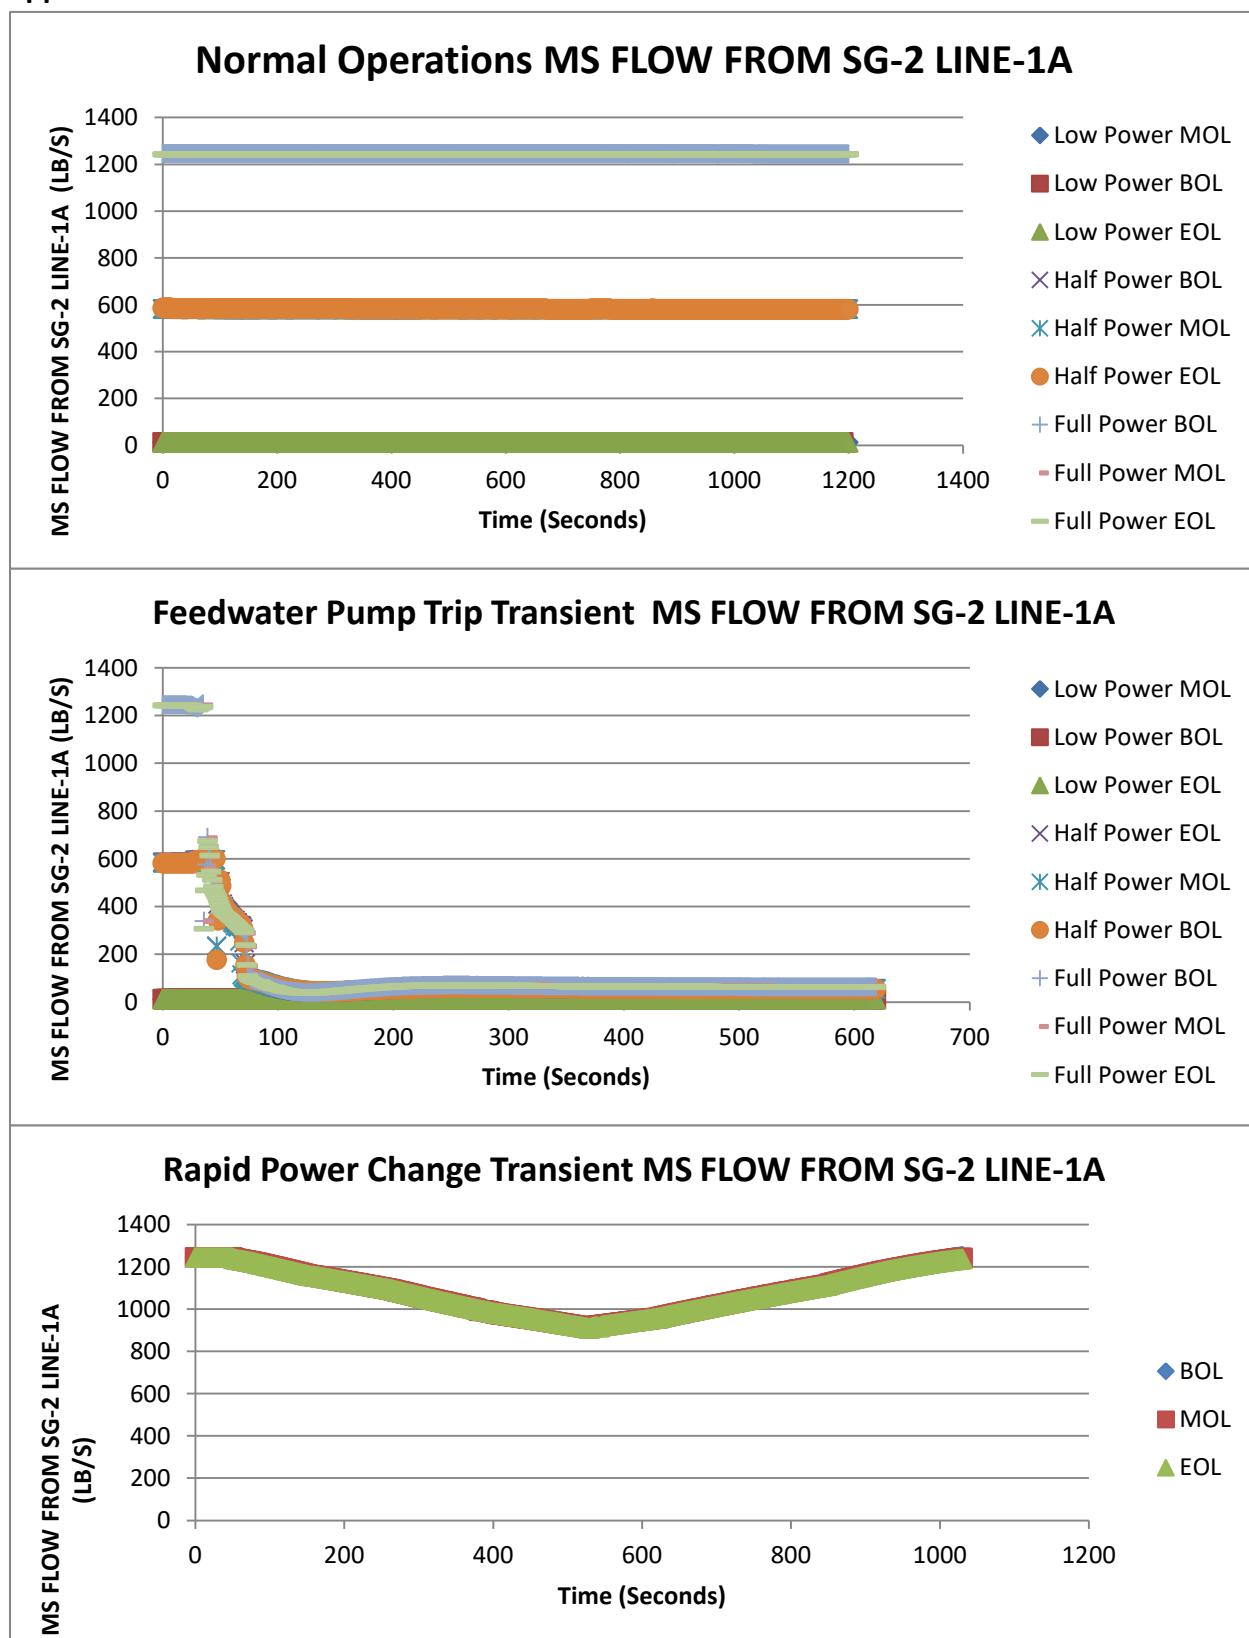 Normal Operations MS FLOW FROM SG-2 LINE-1A
MS FLOW FROM SG-2 LINE-1A (LB/S)
1400
1200
1000
800
600
400
200
0
0 200 400 600 800 1000 1200 1400
Time (Seconds)
Low Power MOL
Low Power BOL
Low Power EOL
Half Power BOL
Half Power MOL
Half Power EOL
Full Power BOL
Full Power MOL
Full Power EOL
Feedwater Pump Trip Transient MS FLOW FROM SG-2 LINE-1A
MS FLOW FROM SG-2 LINE-1A (LB/S)
1400
1200
1000
800
600
400
200
0
0 100 200 300 400 500 600 700
Time (Seconds)
Low Power MOL
Low Power BOL
Low Power EOL
Half Power EOL
Half Power MOL
Half Power BOL
Full Power BOL
Full Power MOL
Full Power EOL
Rapid Power Change Transient MS FLOW FROM SG-2 LINE-1A
MS FLOW FROM SG-2 LINE-1A
(LB/S)
1400
1200
1000
800
600
400
200
0
0 200 400 600 800 1000 1200
Time (Seconds)
BOL
MOL
EOL